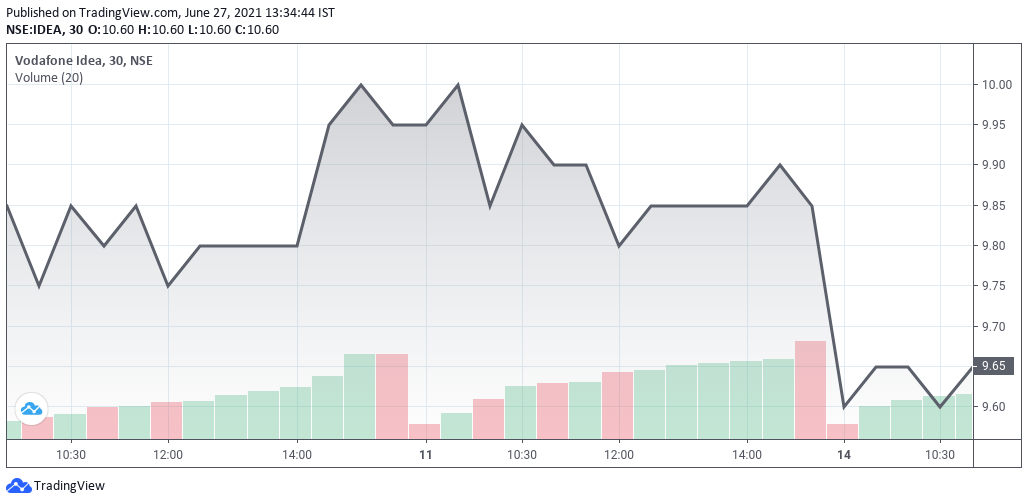 Published on TradingView.com, June 27, 2021 13:34:44 IST
NSE:IDEA, 30 O:10.60 H:10.60 L:10.60 C:10.60
Vodafone Idea, 30, NSE
Volume (20)
10.00
9.95
9.90
9.85
9.80
9.75
9.70
9.65
9.60
10:30 12:00 14:00 11 10:30 12:00 14:00 14 10:30
TradingView